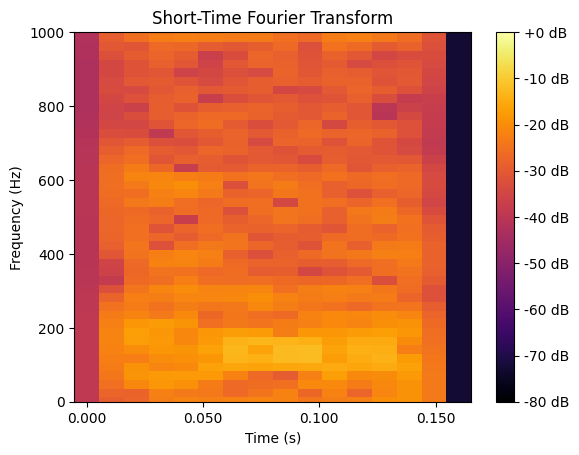 Short-Time Fourier Transform
1000
800
600
400
200
0
Frequency (Hz)
0.000
0.050
0.100
0.150
Time (s)
+0 dB
-10 dB
-20 dB
-30 dB
-40 dB
-50 dB
-60 dB
-70 dB
-80 dB